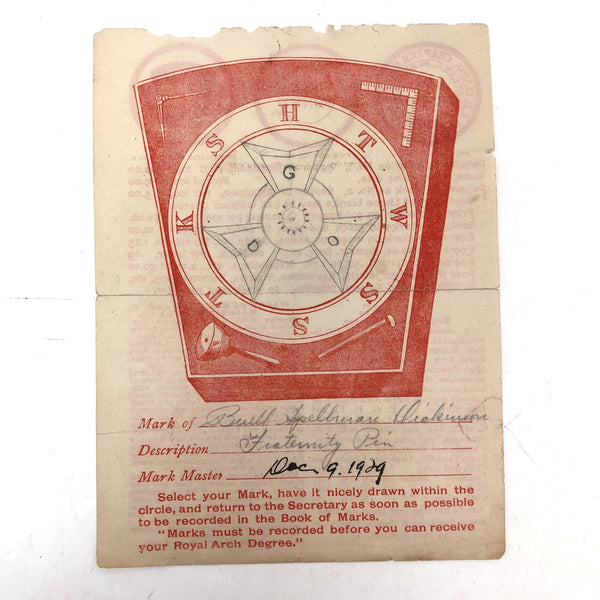 H T W S S T K S
G
D O
Mark of Buell Spellman Dickinson
Description Fraternity Pin
Mark Master Dec. 9. 1929
Select your Mark, have it nicely drawn within the
circle, and return to the Secretary as soon as possible
to be recorded in the Book of Marks.
"Marks must be recorded before you can receive
your Royal Arch Degree."